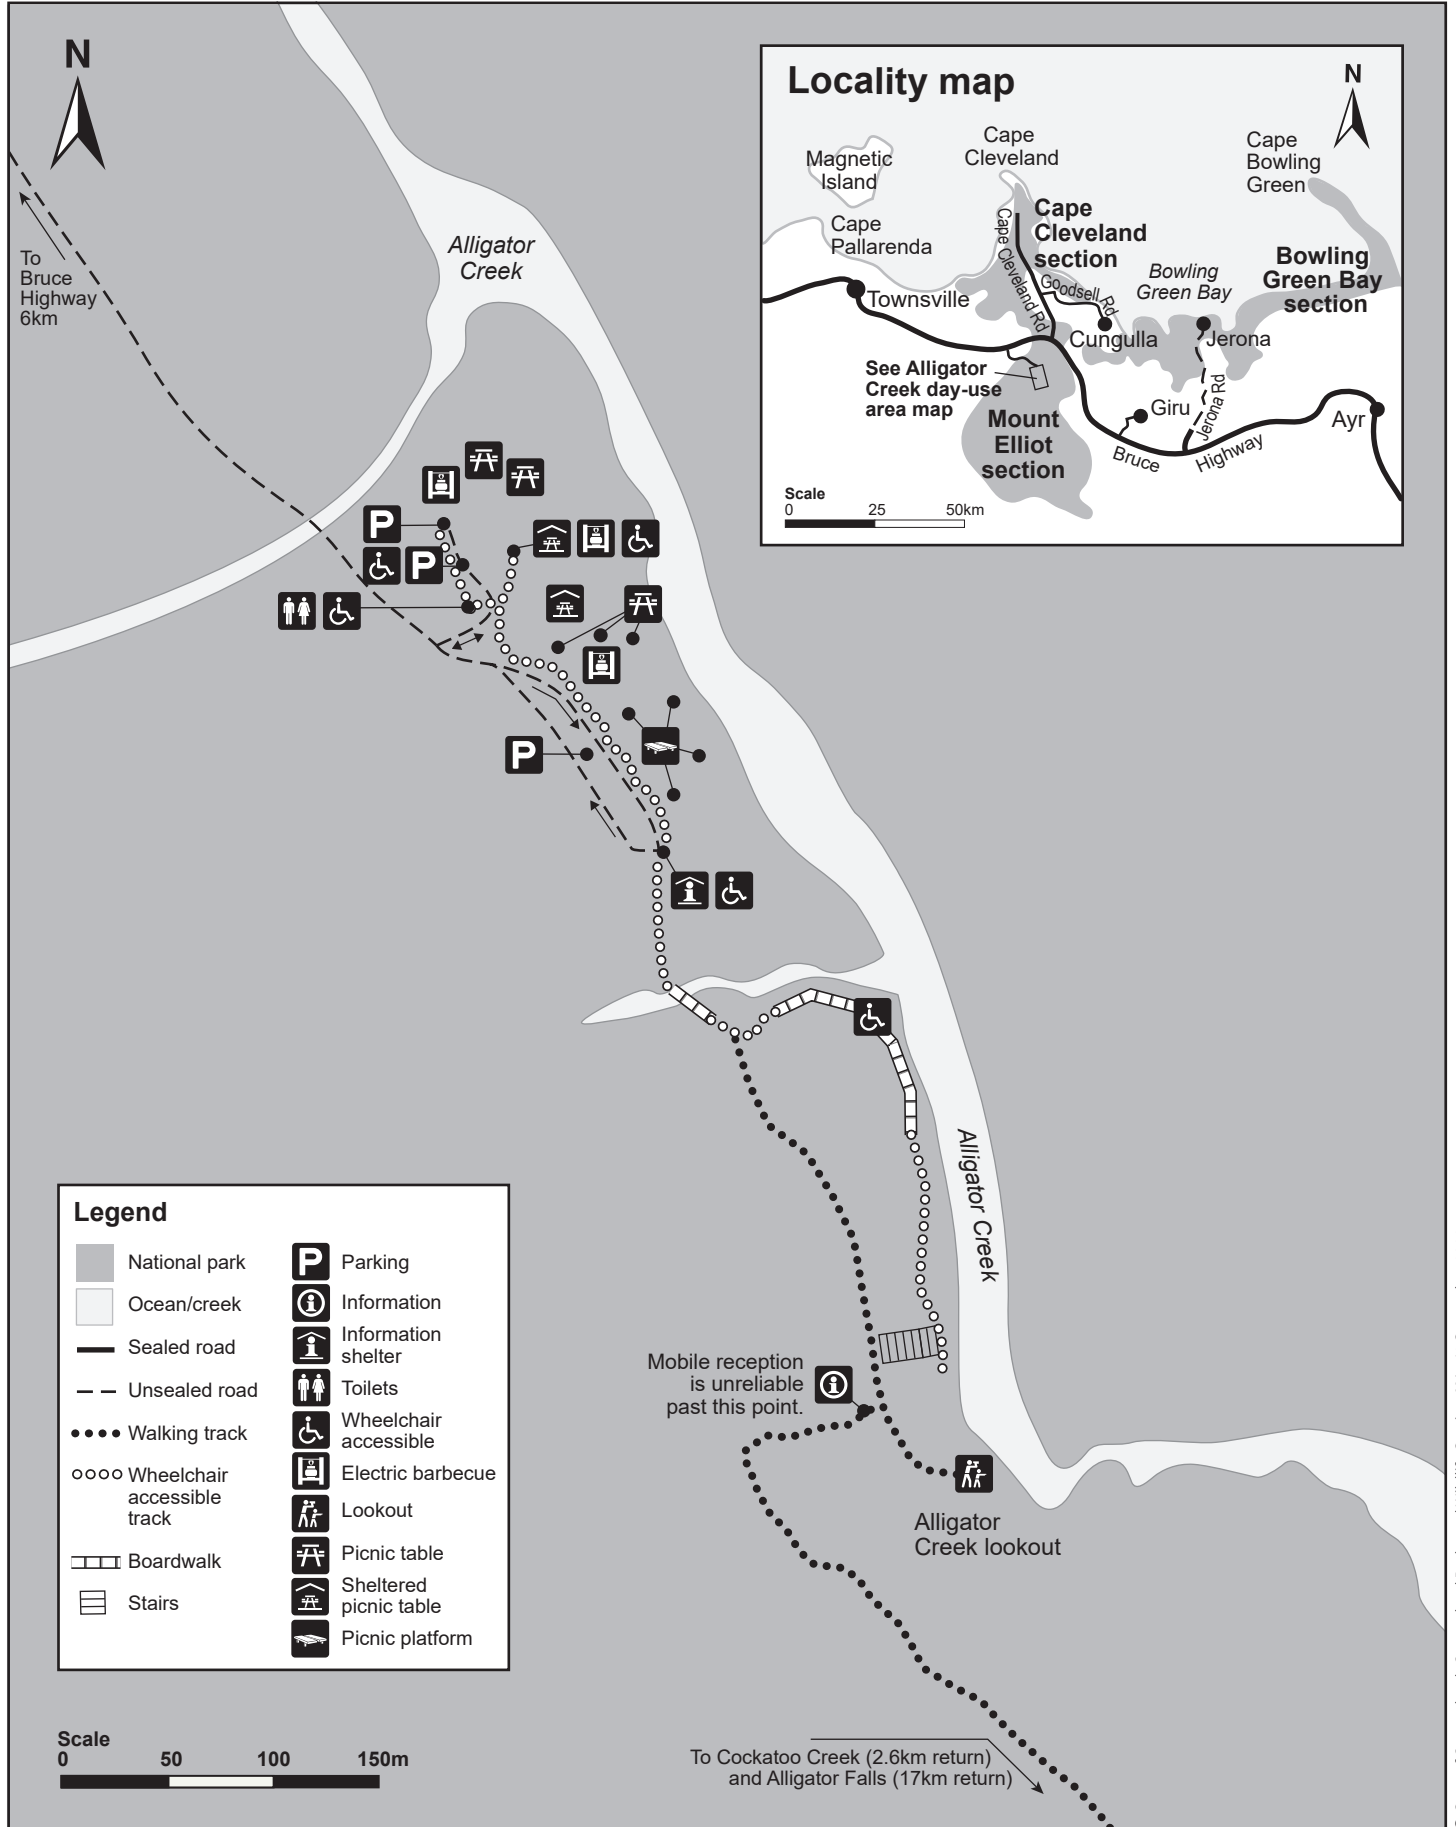 N
To
Bruce
Highway
6km
Alligator
Creek
Locality map
N
Magnetic
Island
Cape
Cleveland
Cape
Bowling
Green
Cape
Pallarenda
Cape
Cleveland
section
Cape Cleveland Rd
Goodsell Rd
Bowling
Green Bay
Bowling
Green Bay
section
Townsville
Cungulla
Jerona
See Alligator
Creek day-use
area map
Mount
Elliot
section
Giru
Jerona Rd
Ayr
Bruce
Highway
Scale
0 25 50km
P
P
P
Alligator Creek
Mobile reception
is unreliable
past this point.
Alligator
Creek lookout
To Cockatoo Creek (2.6km return)
and Alligator Falls (17km return)
Legend
National park
Ocean/creek
Sealed road
Unsealed road
Walking track
Wheelchair
accessible
track
Boardwalk
Stairs
P Parking
Information
Information
shelter
Toilets
Wheelchair
accessible
Electric barbecue
Lookout
Picnic table
Sheltered
picnic table
Picnic platform
Scale
0 50 100 150m